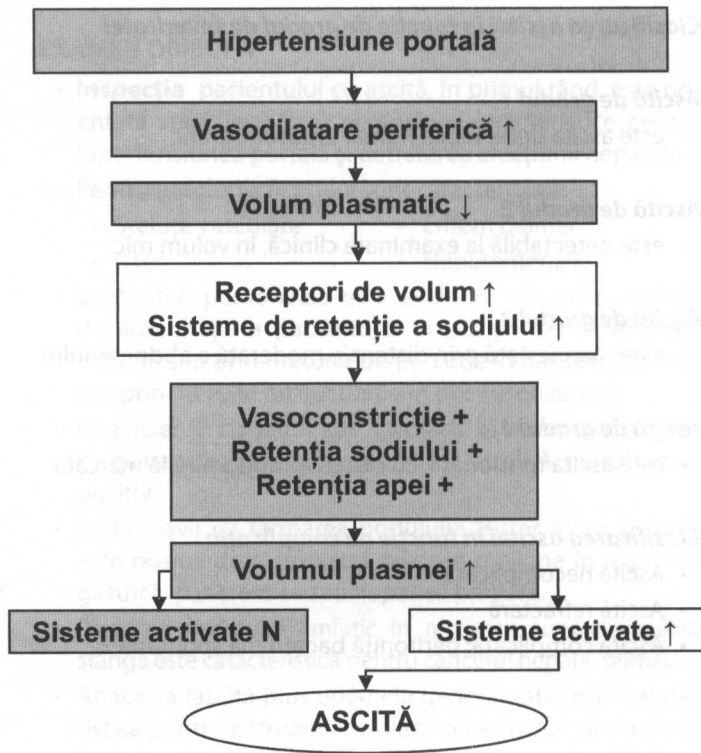 Hipertensiune portală
Vasodilatare periferică ↑
Volum plasmatic ↓
Receptori de volum ↑
Sisteme de retenție a sodiului
Vasoconstricție +
Retenția sodiului +
Retenția apei +
Volumul plasmei ↑
Sisteme activate N
Sisteme activate ↑
ASCITĂ